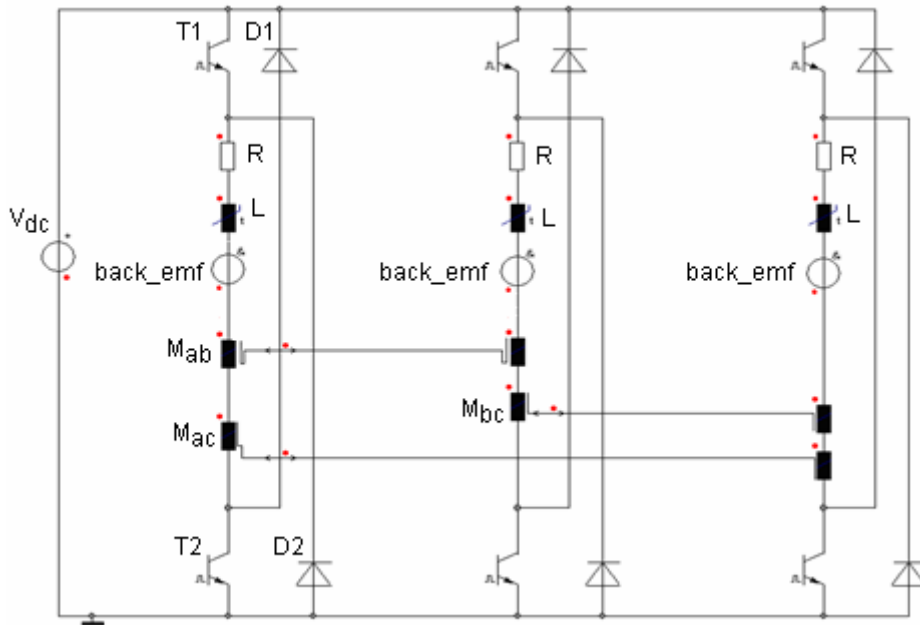 T1 D1
R R R
L L L
Vdc
back_emf back_emf back_emf
Mab
Mbc
Mac
T2 D2